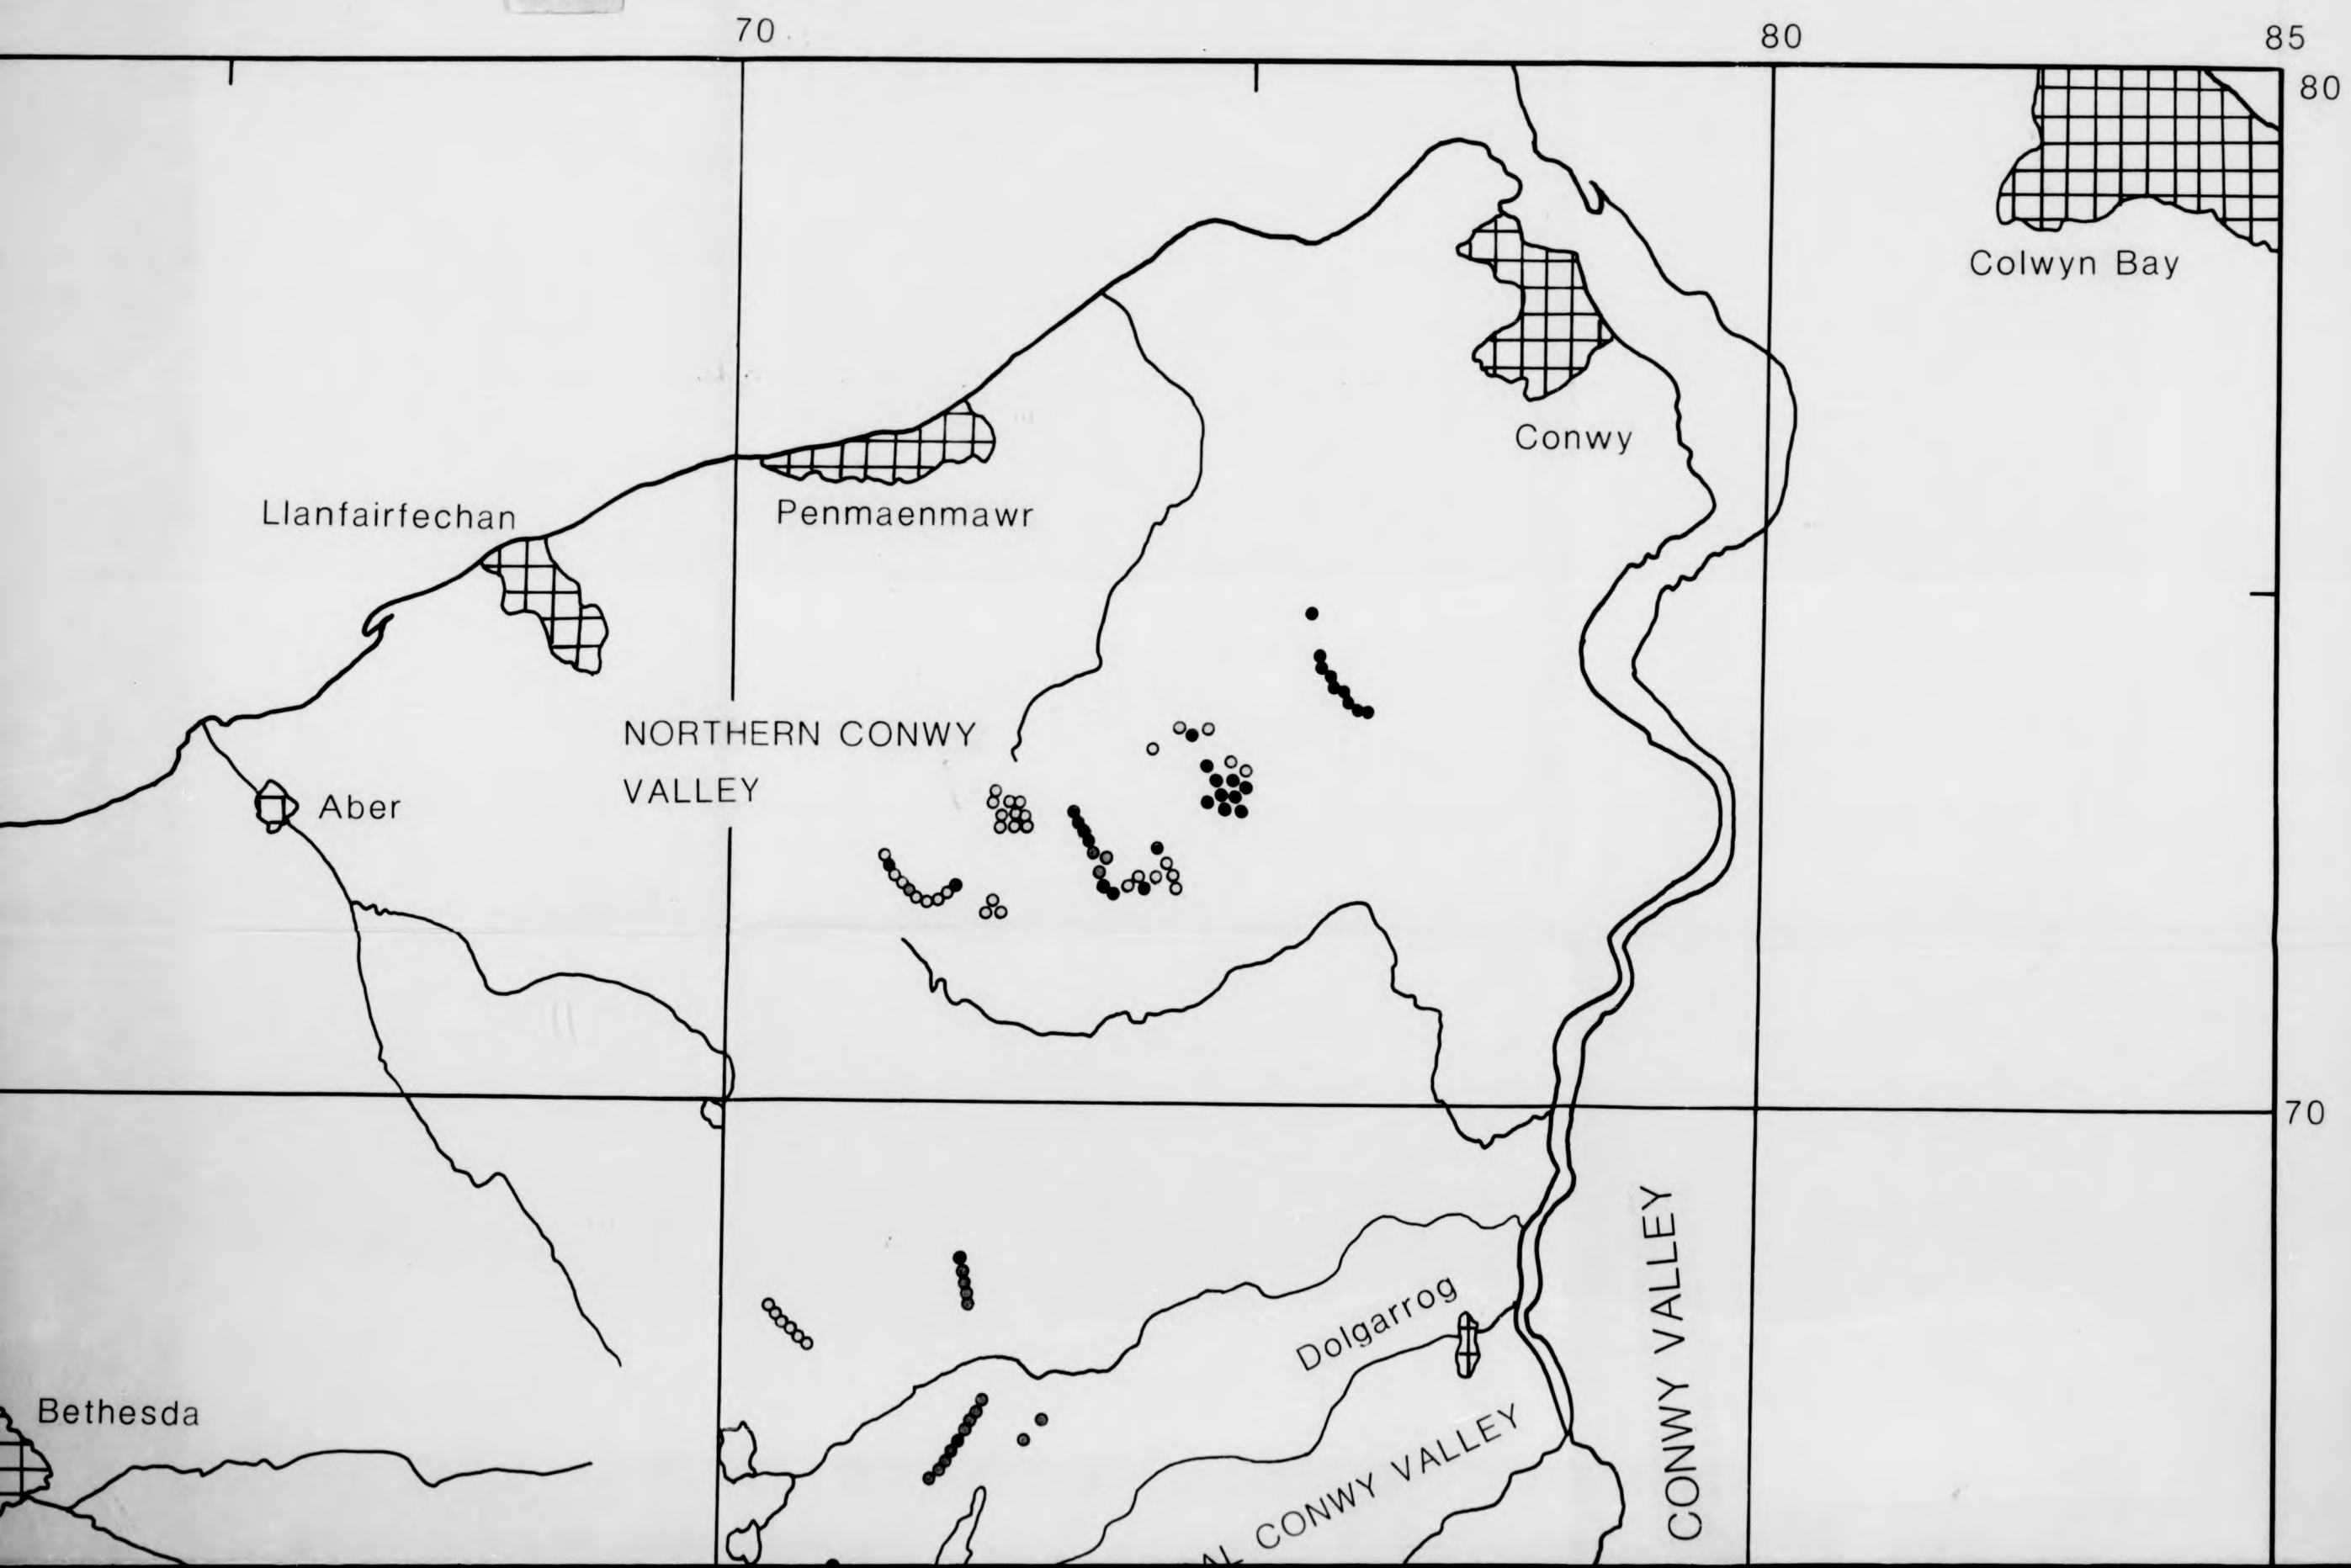 70
80
85
80
Colwyn Bay
Conwy
Llanfairfechan
Penmaenmawr
NORTHERN CONWY
VALLEY
Aber
70
Dolgarrog
CONWY VALLEY
AL CONWY VALLEY
Bethesda